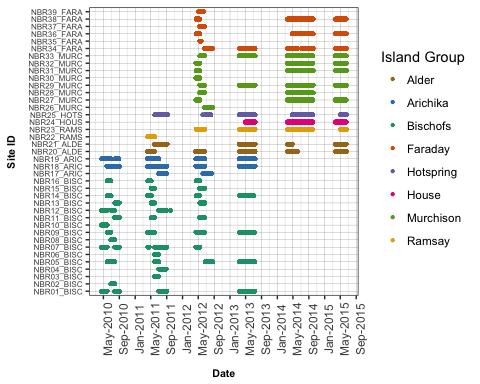 NBR39_FARA
NBR38_FARA
NBR37_FARA
NBR36_FARA
NBR35_FARA
NBR34_FARA
NBR33_MURC
NBR32_MURC
NBR31_MURC
NBR30_MURC
NBR29_MURC
NBR28_MURC
NBR27_MURC
NBR26_MURC
NBR25_HOTS
NBR24_HOUS
NBR23_RAMS
NBR22_RAMS
NBR21_ALDE
NBR20_ALDE
NBR19_ARIC
NBR18_ARIC
NBR17_ARIC
NBR16_BISC
NBR15_BISC
NBR14_BISC
NBR13_BISC
NBR12_BISC
NBR11_BISC
NBR10_BISC
NBR09_BISC
NBR08_BISC
NBR07_BISC
NBR06_BISC
NBR05_BISC
NBR04_BISC
NBR03_BISC
NBR02_BISC
NBR01_BISC
Site ID
May-2010
Sep-2010
Jan-2011
May-2011
Sep-2011
Jan-2012
May-2012
Sep-2012
Jan-2013
May-2013
Sep-2013
Jan-2014
May-2014
Sep-2014
Jan-2015
May-2015
Sep-2015
Date
Island Group
Alder
Arichika
Bischofs
Faraday
Hotspring
House
Murchison
Ramsay